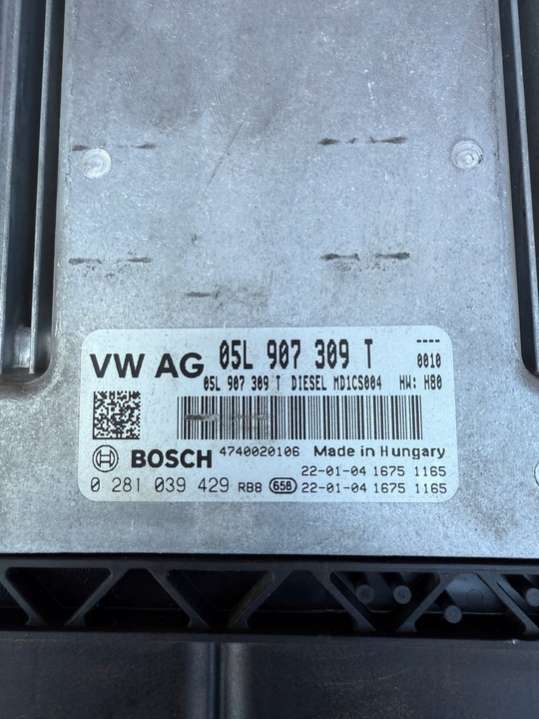 VW AG 05L 907 309 T ----
0010
05L 907 309 T DIESEL MD1CS004 HW: H80
BOSCH 4740020106 Made in Hungary
22-01-04 1675 1165
0 281 039 429 RBB 658 22-01-04 1675 1165